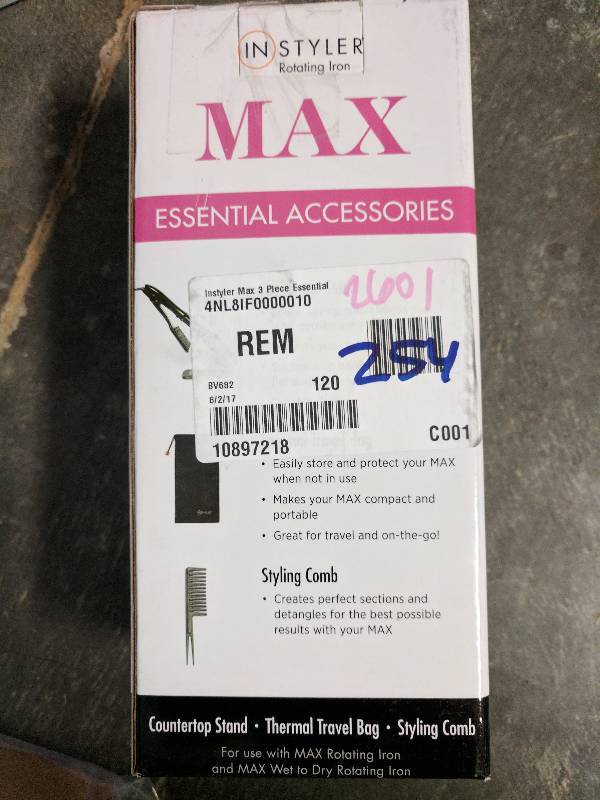 INSTYLER
Rotating Iron
MAX
ESSENTIAL ACCESSORIES
Instyler Max 3 Piece Essential
4NL8IF0000010
2601
REM
254
BV682
120
6/2/17
10897218
C001
• Easily store and protect your MAX
when not in use
• Makes your MAX compact and
portable
• Great for travel and on-the-go!
Styling Comb
• Creates perfect sections and
detangles for the best possible
results with your MAX
Countertop Stand • Thermal Travel Bag • Styling Comb
For use with MAX Rotating Iron
and MAX Wet to Dry Rotating Iron